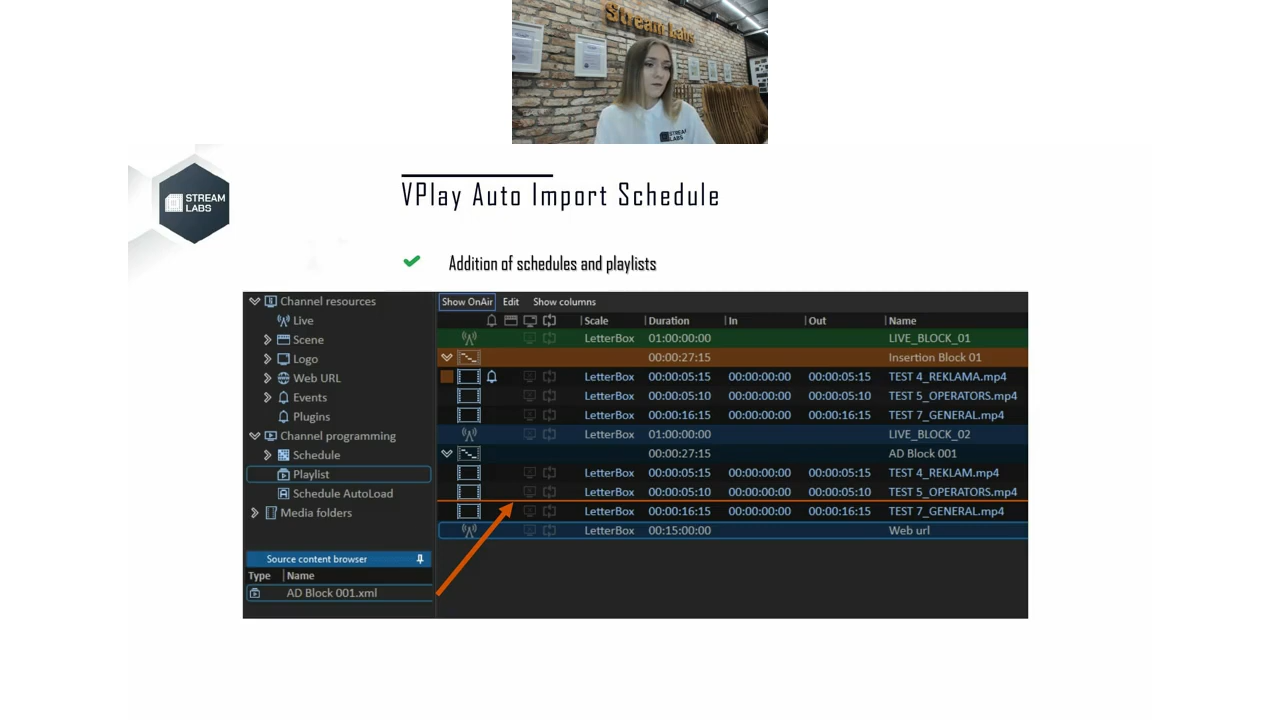 Stream Labs
STREAM
LABS
STREAM
LABS
VPlay Auto Import Schedule
Addition of schedules and playlists
Channel resources
Live
Scene
Logo
Web URL
Events
Plugins
Channel programming
Schedule
Playlist
Schedule AutoLoad
Media folders
Source content browser
Type Name
AD Block 001.xml
Show OnAir Edit Show columns
Scale Duration In Out Name
LetterBox 01:00:00:00 LIVE_BLOCK_01
00:00:27:15 Insertion Block 01
LetterBox 00:00:05:15 00:00:00:00 00:00:05:15 TEST 4_REKLAMA.mp4
LetterBox 00:00:05:10 00:00:00:00 00:00:05:10 TEST 5_OPERATORS.mp4
LetterBox 00:00:16:15 00:00:00:00 00:00:16:15 TEST 7_GENERAL.mp4
LetterBox 01:00:00:00 LIVE_BLOCK_02
00:00:27:15 AD Block 001
LetterBox 00:00:05:15 00:00:00:00 00:00:05:15 TEST 4_REKLAM.mp4
LetterBox 00:00:05:10 00:00:00:00 00:00:05:10 TEST 5_OPERATORS.mp4
LetterBox 00:00:16:15 00:00:00:00 00:00:16:15 TEST 7_GENERAL.mp4
LetterBox 00:15:00:00 Web url